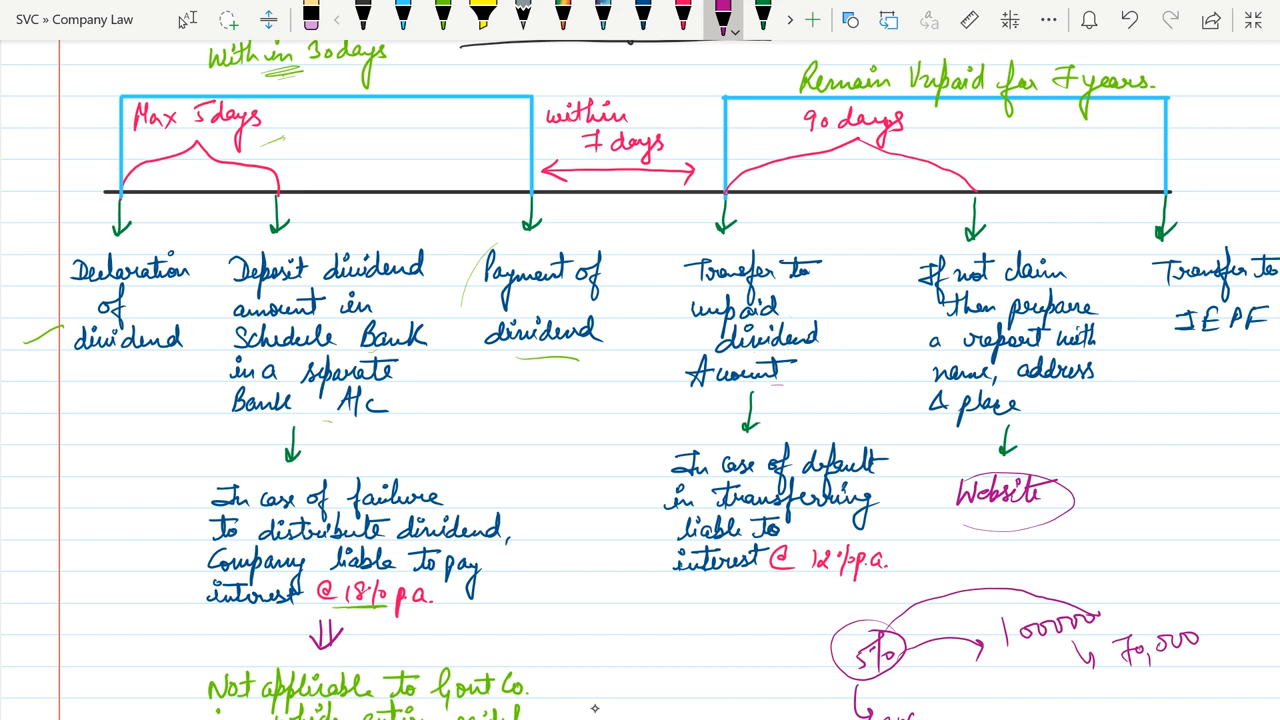 SVC » Company Law
Within 30 days
Remain Unpaid for 7 years.
Max 5 days
within
7 days
90 days
Declaration
of
dividend
Deposit dividend
amount in
Schedule Bank
in a separate
Bank A/c
Payment of
dividend
Transfer to
unpaid
dividend
Account
If not claim
then prepare
a report with
name, address
& place
Transfer to
IEPF
In case of failure
to distribute dividend,
Company liable to pay
interest @ 18% p.a.
In case of default
in transferring
liable to
interest @ 12% p.a.
Website
5%
100000
70,000
Not applicable to Govt Co.
in which entire